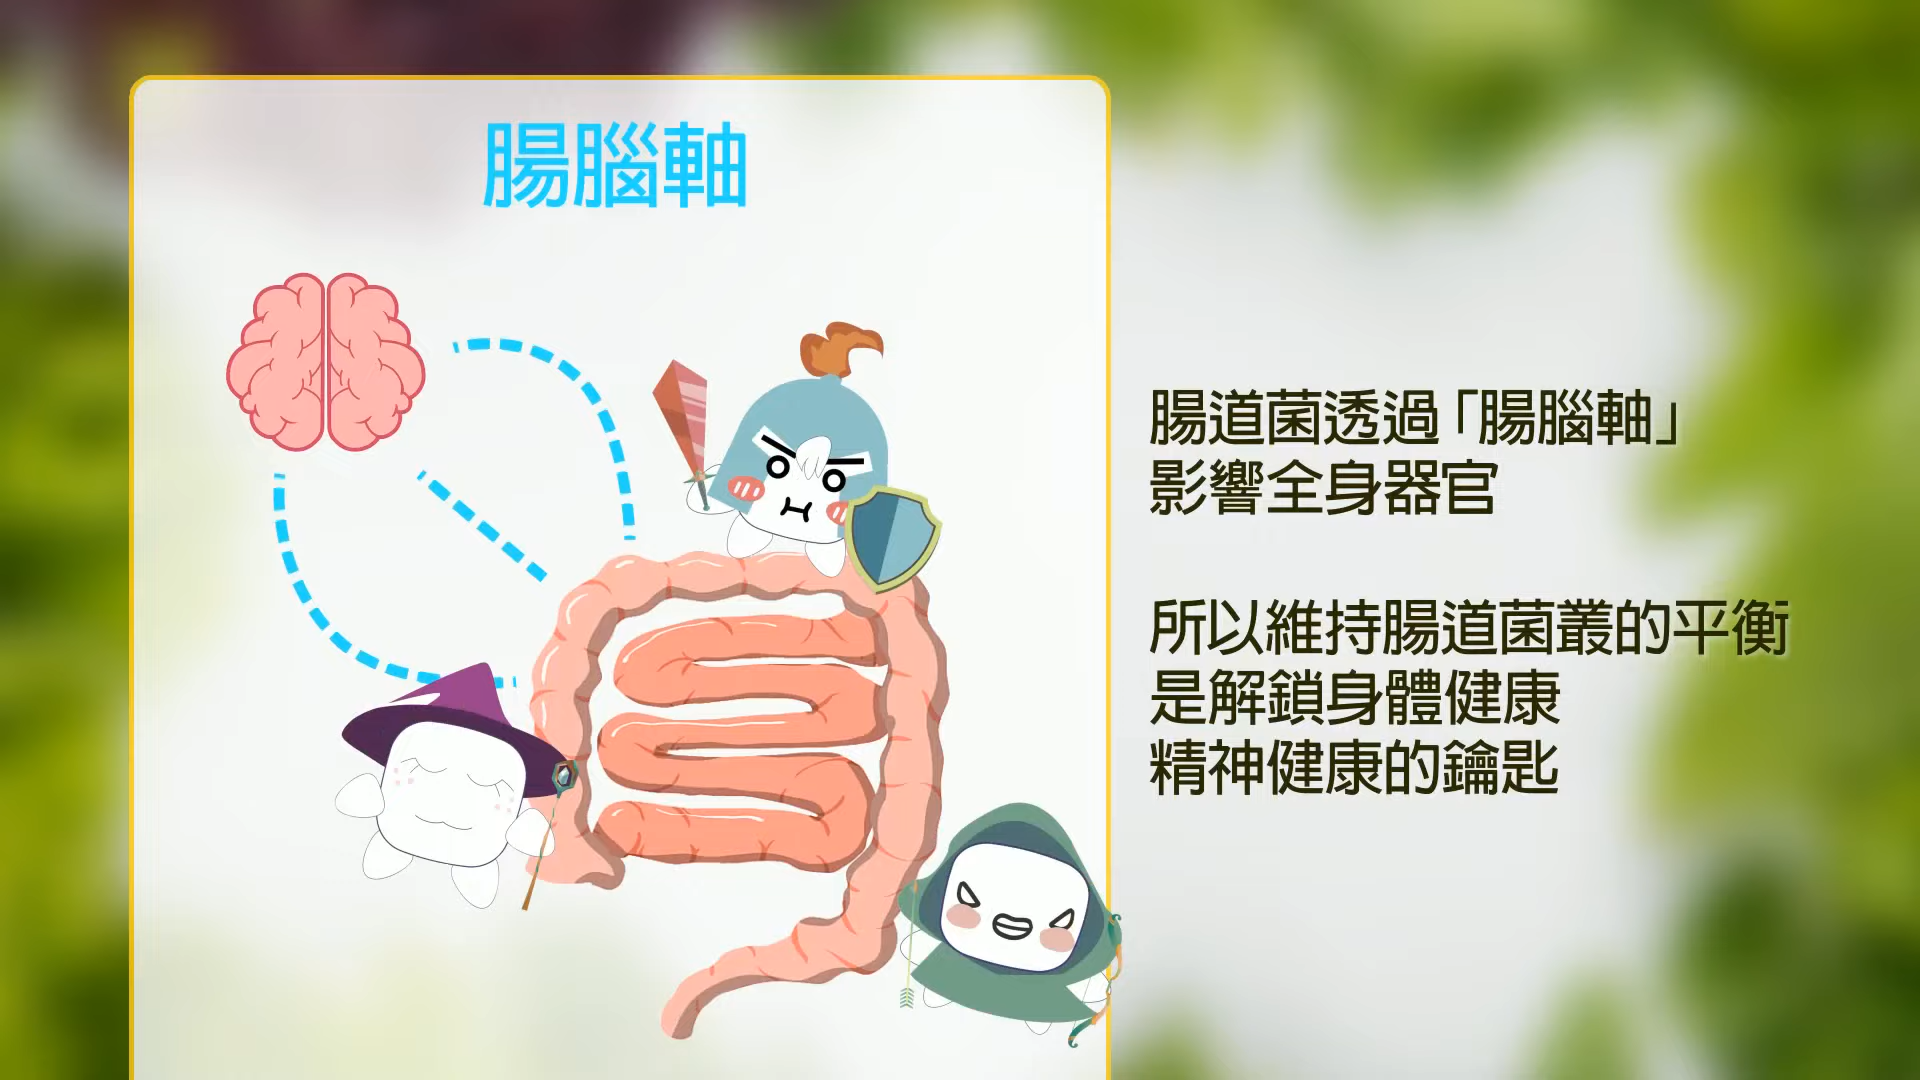 腸腦軸
腸道菌透過「腸腦軸」
影響全身器官
所以維持腸道菌叢的平衡
是解鎖身體健康
精神健康的鑰匙